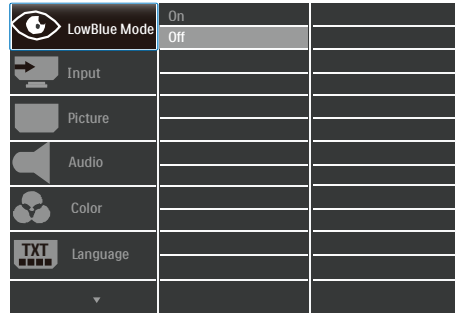 LowBlue Mode
On
Off
Input
Picture
Audio
Color
TXT
Language